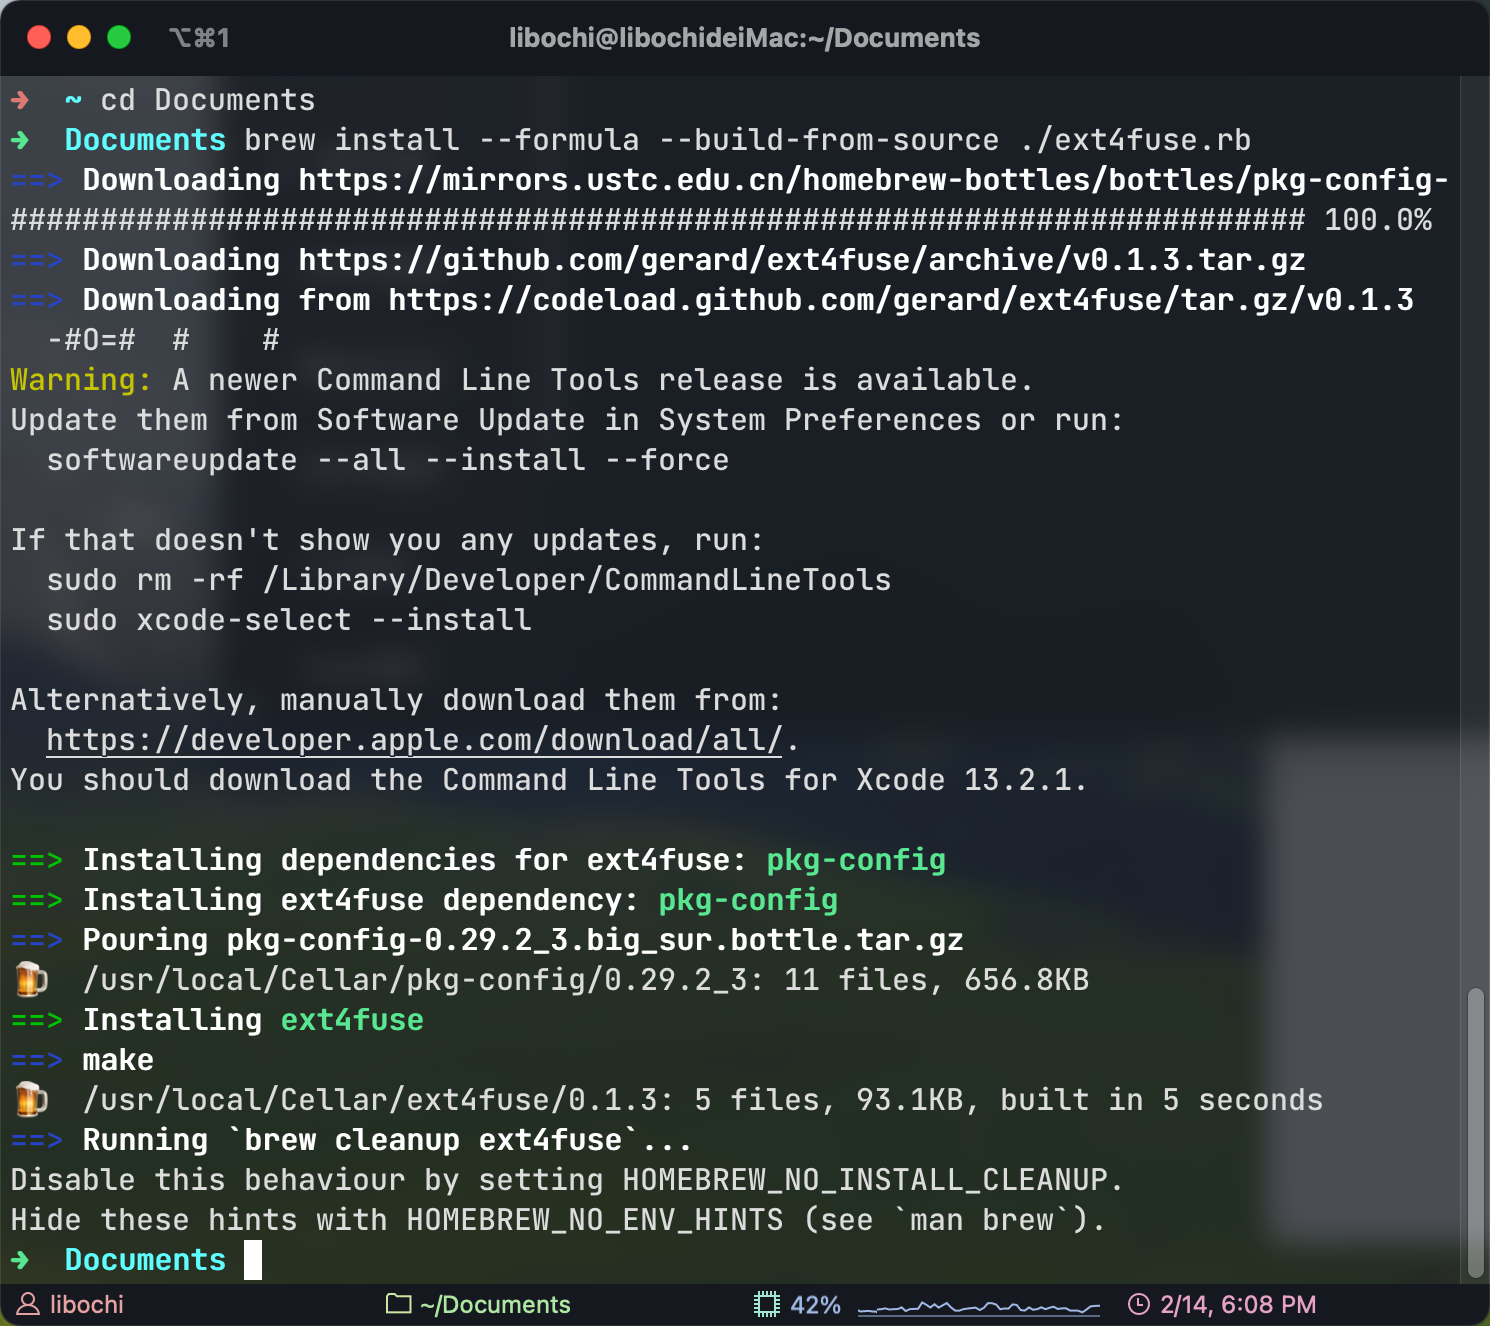 ⌥⌘1
libochi@libochideiMac:~/Documents
➜ ~ cd Documents
➜ Documents brew install --formula --build-from-source ./ext4fuse.rb
==> Downloading https://mirrors.ustc.edu.cn/homebrew-bottles/bottles/pkg-config-
######################################################################## 100.0%
==> Downloading https://github.com/gerard/ext4fuse/archive/v0.1.3.tar.gz
==> Downloading from https://codeload.github.com/gerard/ext4fuse/tar.gz/v0.1.3
  -#O=#  #    #
Warning: A newer Command Line Tools release is available.
Update them from Software Update in System Preferences or run:
  softwareupdate --all --install --force
If that doesn't show you any updates, run:
  sudo rm -rf /Library/Developer/CommandLineTools
  sudo xcode-select --install
Alternatively, manually download them from:
  https://developer.apple.com/download/all/.
You should download the Command Line Tools for Xcode 13.2.1.
==> Installing dependencies for ext4fuse: pkg-config
==> Installing ext4fuse dependency: pkg-config
==> Pouring pkg-config-0.29.2_3.big_sur.bottle.tar.gz
🍺 /usr/local/Cellar/pkg-config/0.29.2_3: 11 files, 656.8KB
==> Installing ext4fuse
==> make
🍺 /usr/local/Cellar/ext4fuse/0.1.3: 5 files, 93.1KB, built in 5 seconds
==> Running `brew cleanup ext4fuse`...
Disable this behaviour by setting HOMEBREW_NO_INSTALL_CLEANUP.
Hide these hints with HOMEBREW_NO_ENV_HINTS (see `man brew`).
➜ Documents
libochi
~/Documents
42%
2/14, 6:08 PM